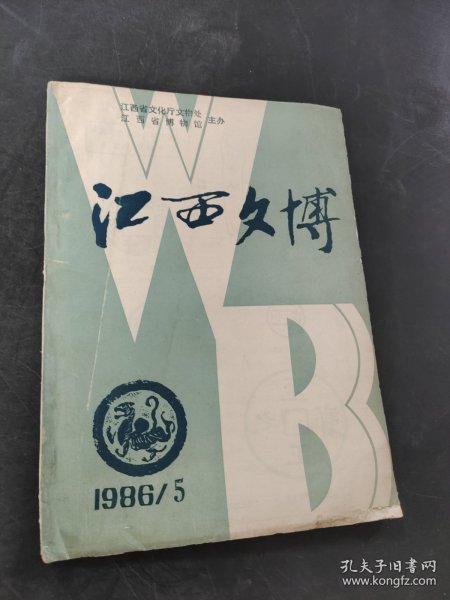 江西省文化厅文物处
江西省博物馆 主办
江西文博
WB
1986/5
孔夫子旧书网
www.kongfz.com